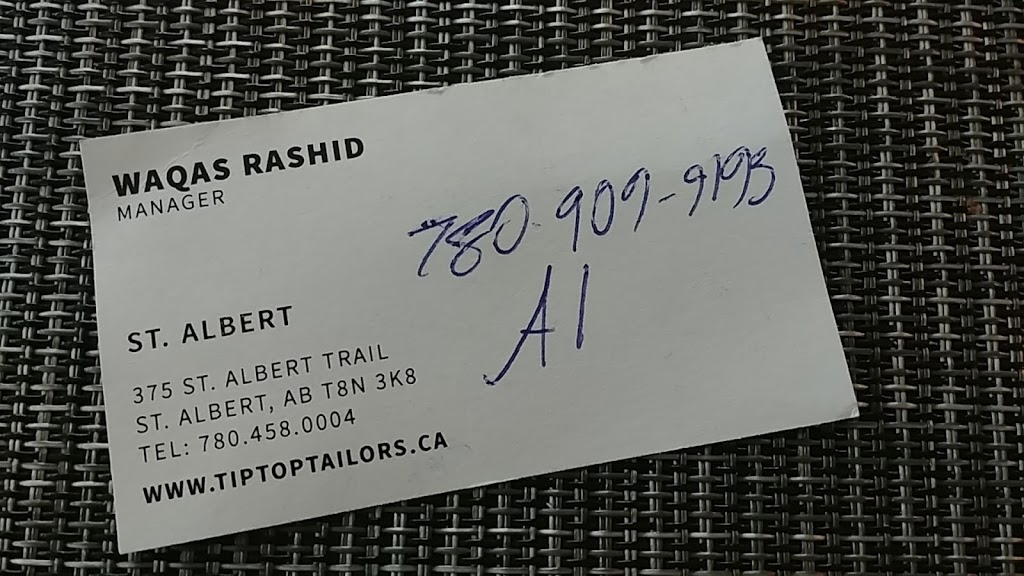 WAQAS RASHID
MANAGER
780-909-9193
Al
ST. ALBERT
375 ST. ALBERT TRAIL
ST. ALBERT, AB T8N 3K8
TEL: 780.458.0004
WWW.TIPTOPTAILORS.CA